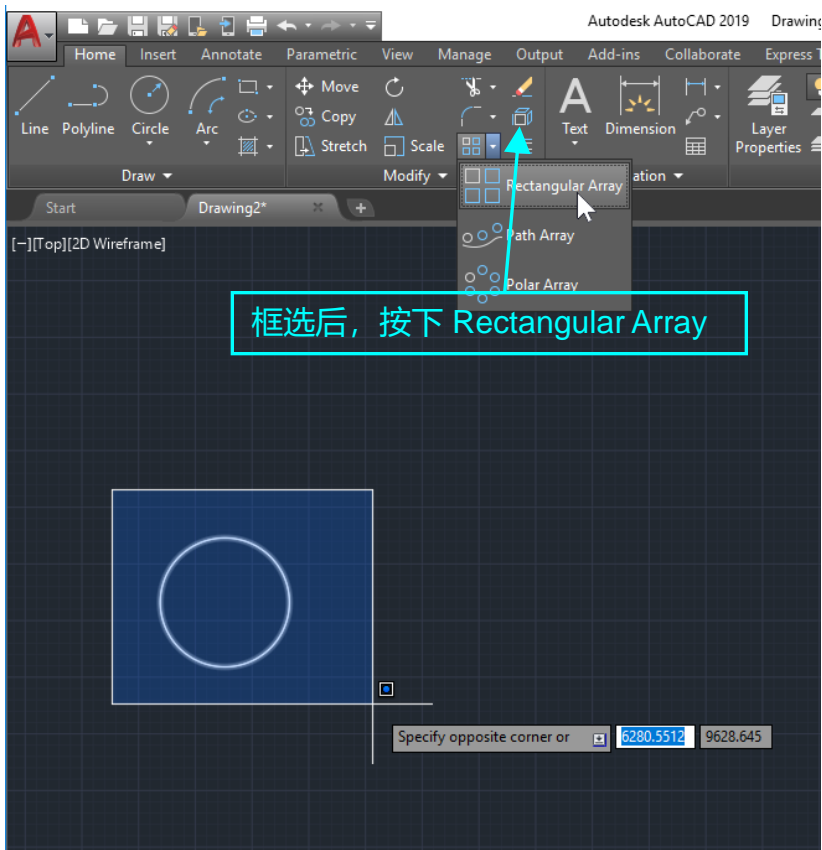 Autodesk AutoCAD 2019 Drawing
Home Insert Annotate Parametric View Manage Output Add-ins Collaborate Express T
Line Polyline Circle Arc
Move
Copy
Stretch Scale
Text Dimension
Layer
Properties
Draw Modify ation
Start Drawing2*
Rectangular Array
Path Array
Polar Array
[−][Top][2D Wireframe]
框选后，按下 Rectangular Array
Specify opposite corner or 6280.5512 9628.645